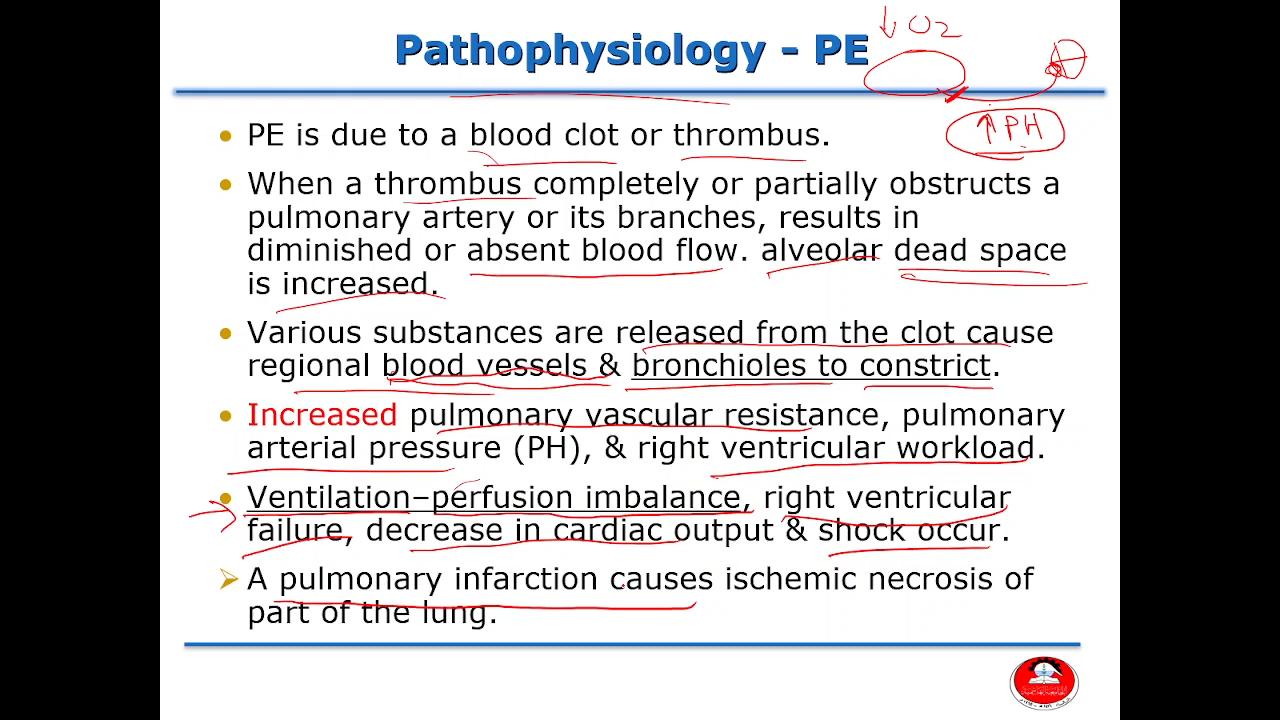 Pathophysiology - PE
↓ O2
↑ PH
• PE is due to a blood clot or thrombus.
• When a thrombus completely or partially obstructs a
pulmonary artery or its branches, results in
diminished or absent blood flow. alveolar dead space
is increased.
• Various substances are released from the clot cause
regional blood vessels & bronchioles to constrict.
• Increased pulmonary vascular resistance, pulmonary
arterial pressure (PH), & right ventricular workload.
• Ventilation–perfusion imbalance, right ventricular
failure, decrease in cardiac output & shock occur.
➢ A pulmonary infarction causes ischemic necrosis of
part of the lung.